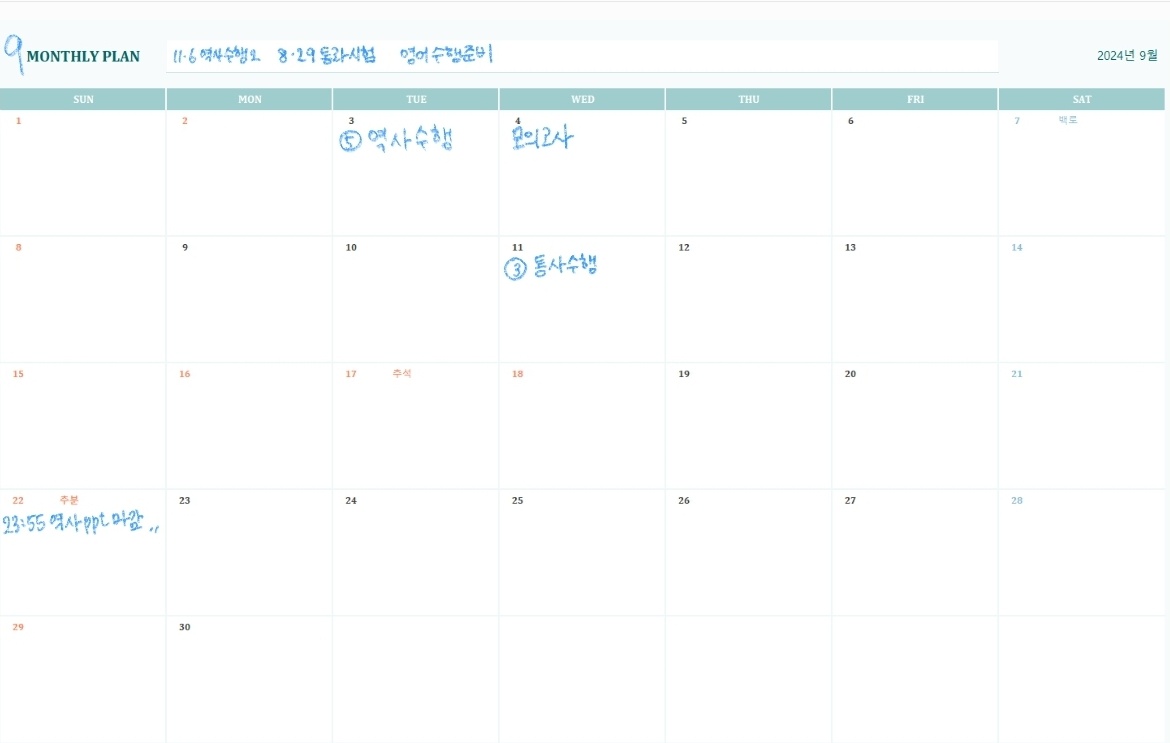 9 MONTHLY PLAN 11·6 역사수행2 8·29 통과시험 영어 수행준비 2024년 9월
SUN MON TUE WED THU FRI SAT
1 2 3 4 5 6 7 백로
⑤ 역사수행 모의고사
8 9 10 11 12 13 14
③ 통사수행
15 16 17 추석 18 19 20 21
22 추분 23 24 25 26 27 28
23:55 역사ppt 마감 ,,
29 30